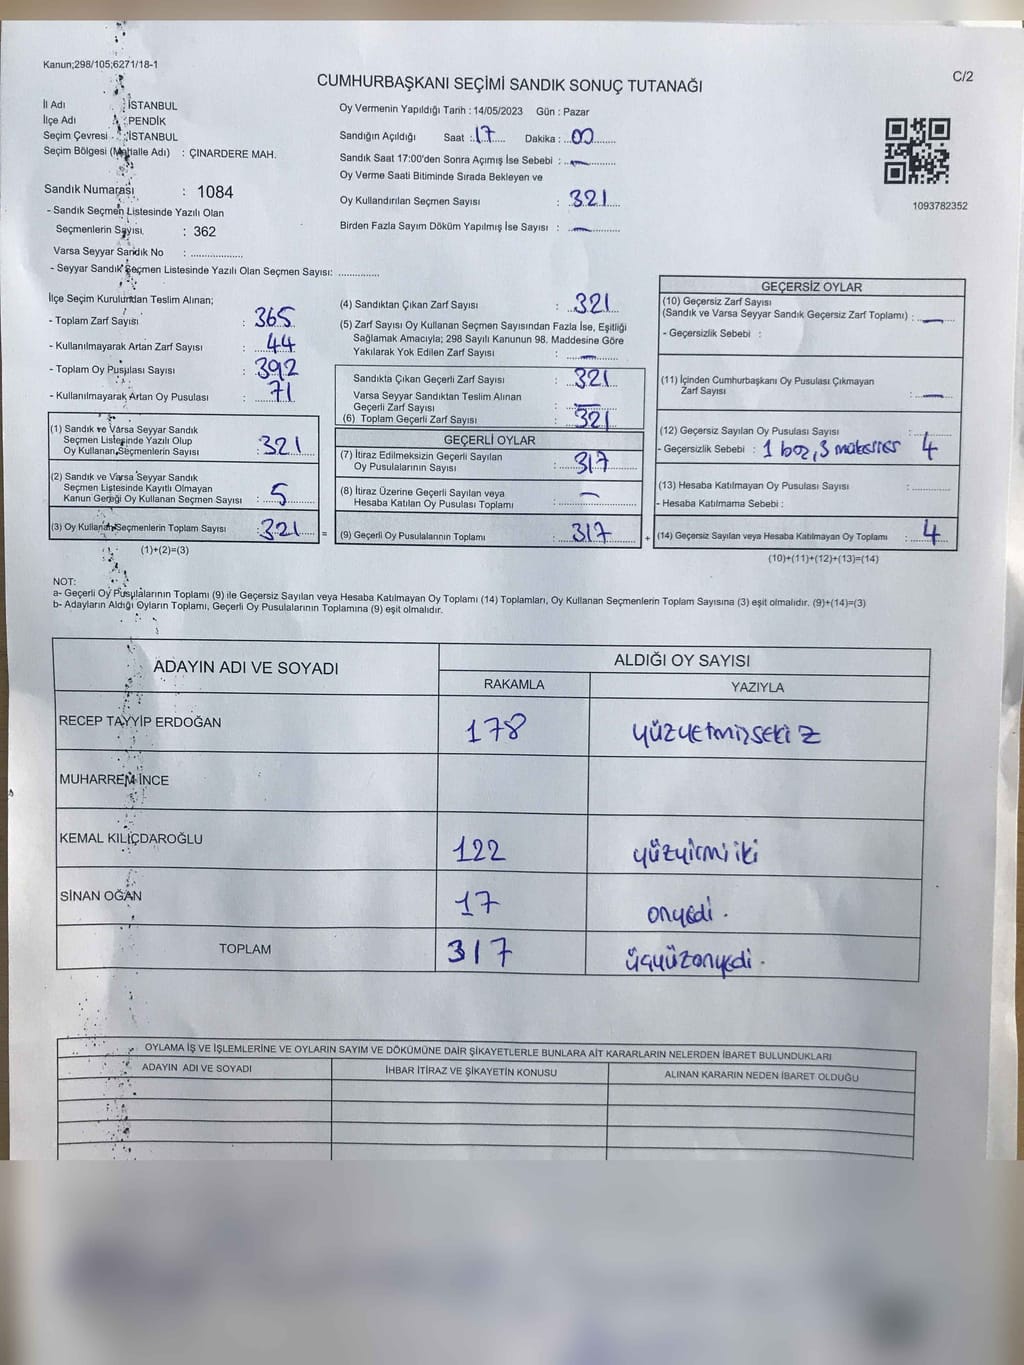 Kanun;298/105;6271/18-1
C/2
CUMHURBAŞKANI SEÇİMİ SANDIK SONUÇ TUTANAĞI
İl Adı : İSTANBUL
İlçe Adı : PENDİK
Seçim Çevresi : İSTANBUL
Seçim Bölgesi (Mahalle Adı) : ÇINARDERE MAH.
Sandık Numarası : 1084
- Sandık Seçmen Listesinde Yazılı Olan
Seçmenlerin Sayısı : 362
Varsa Seyyar Sandık No : ..................
- Seyyar Sandık Seçmen Listesinde Yazılı Olan Seçmen Sayısı: ..............
Oy Vermenin Yapıldığı Tarih : 14/05/2023 Gün : Pazar
Sandığın Açıldığı Saat : 17 Dakika : 00
Sandık Saat 17:00'den Sonra Açımış İse Sebebi : —
Oy Verme Saati Bitiminde Sırada Bekleyen ve
Oy Kullandırılan Seçmen Sayısı : 321
Birden Fazla Sayım Döküm Yapılmış İse Sayısı : —
1093782352
İlçe Seçim Kurulundan Teslim Alınan;
- Toplam Zarf Sayısı : 365
- Kullanılmayarak Artan Zarf Sayısı : 44
- Toplam Oy Pusulası Sayısı : 392
- Kullanılmayarak Artan Oy Pusulası : 71
(1) Sandık ve Varsa Seyyar Sandık
Seçmen Listesinde Yazılı Olup
Oy Kullanan Seçmenlerin Sayısı : 321
(2) Sandık ve Varsa Seyyar Sandık
Seçmen Listesinde Kayıtlı Olmayan
Kanun Gereği Oy Kullanan Seçmen Sayısı : 5
(3) Oy Kullanan Seçmenlerin Toplam Sayısı : 321 =
(1)+(2)=(3)
(4) Sandıktan Çıkan Zarf Sayısı : 321
(5) Zarf Sayısı Oy Kullanan Seçmen Sayısından Fazla İse, Eşitliği
Sağlamak Amacıyla; 298 Sayılı Kanunun 98. Maddesine Göre
Yakılarak Yok Edilen Zarf Sayısı : —
Sandıkta Çıkan Geçerli Zarf Sayısı : 321
Varsa Seyyar Sandıktan Teslim Alınan
Geçerli Zarf Sayısı : —
(6) Toplam Geçerli Zarf Sayısı : 321
GEÇERLİ OYLAR
(7) İtiraz Edilmeksizin Geçerli Sayılan
Oy Pusulalarının Sayısı : 317
(8) İtiraz Üzerine Geçerli Sayılan veya
Hesaba Katılan Oy Pusulası Toplamı : —
(9) Geçerli Oy Pusulalarının Toplamı : 317 +
GEÇERSİZ OYLAR
(10) Geçersiz Zarf Sayısı
(Sandık ve Varsa Seyyar Sandık Geçersiz Zarf Toplamı) : —
- Geçersizlik Sebebi :
(11) İçinden Cumhurbaşkanı Oy Pusulası Çıkmayan
Zarf Sayısı : —
(12) Geçersiz Sayılan Oy Pusulası Sayısı :
- Geçersizlik Sebebi : 1 boz, 3 4
(13) Hesaba Katılmayan Oy Pusulası Sayısı : ..............
- Hesaba Katılmama Sebebi :
(14) Geçersiz Sayılan veya Hesaba Katılmayan Oy Toplamı : 4
(10)+(11)+(12)+(13)=(14)
NOT:
a- Geçerli Oy Pusulalarının Toplamı (9) ile Geçersiz Sayılan veya Hesaba Katılmayan Oy Toplamı (14) Toplamları, Oy Kullanan Seçmenlerin Toplam Sayısına (3) eşit olmalıdır. (9)+(14)=(3)
b- Adayların Aldığı Oyların Toplamı, Geçerli Oy Pusulalarının Toplamına (9) eşit olmalıdır.
ADAYIN ADI VE SOYADI
ALDIĞI OY SAYISI
RAKAMLA YAZIYLA
RECEP TAYYİP ERDOĞAN 178 yüzyetmişsekiz
MUHARREM İNCE
KEMAL KILIÇDAROĞLU 122 yüzyirmiiki
SİNAN OĞAN 17 onyedi.
TOPLAM 317 üçyüzonyedi.
OYLAMA İŞ VE İŞLEMLERİNE VE OYLARIN SAYIM VE DÖKÜMÜNE DAİR ŞİKAYETLERLE BUNLARA AİT KARARLARIN NELERDEN İBARET BULUNDUKLARI
ADAYIN ADI VE SOYADI İHBAR İTİRAZ VE ŞİKAYETİN KONUSU ALINAN KARARIN NEDEN İBARET OLDUĞU